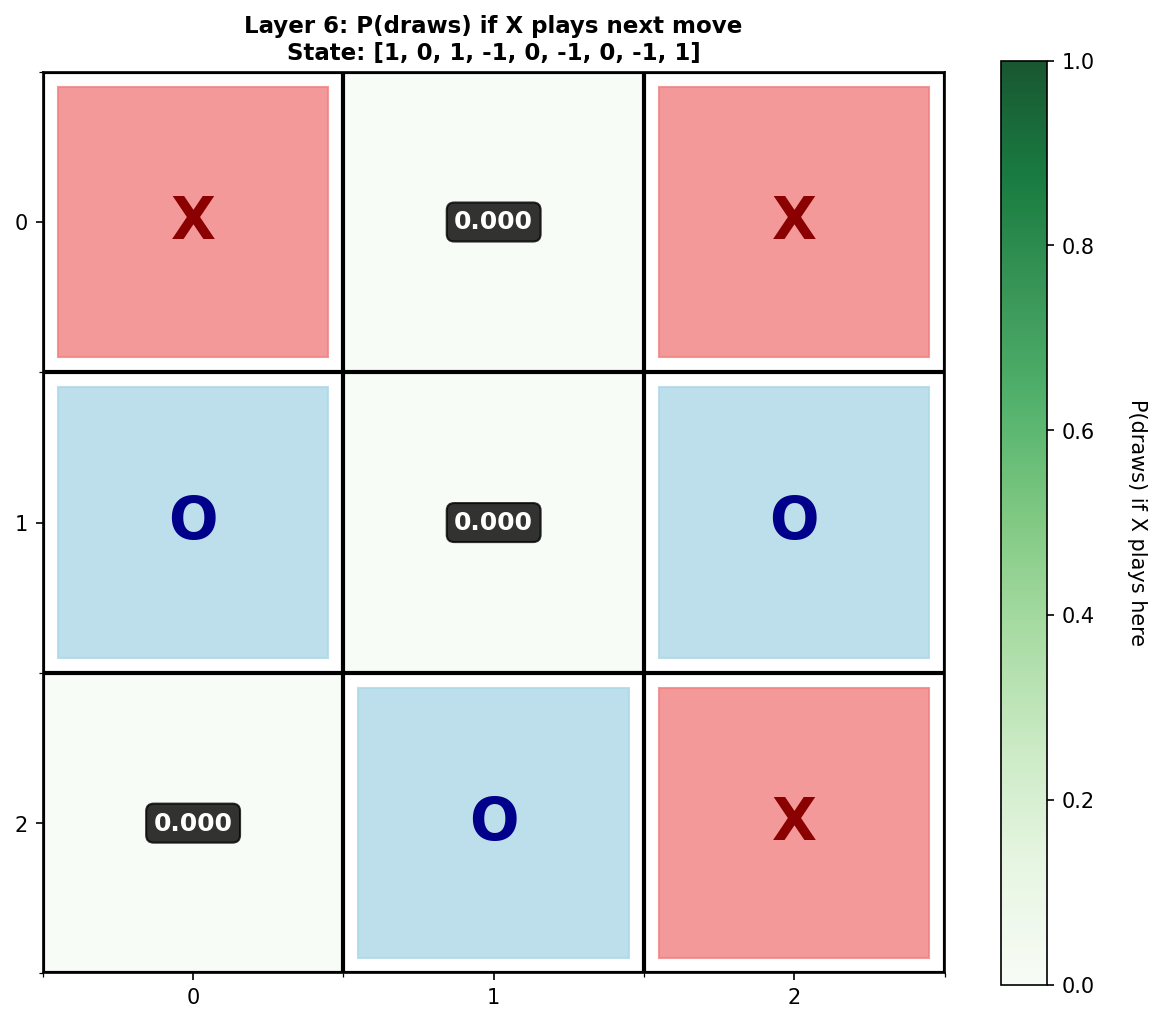 Layer 6: P(draws) if X plays next move
State: [1, 0, 1, -1, 0, -1, 0, -1, 1]
X
0.000
X
O
0.000
O
0.000
O
X
0
1
2
0
1
2
1.0
0.8
0.6
0.4
0.2
0.0
P(draws) if X plays here